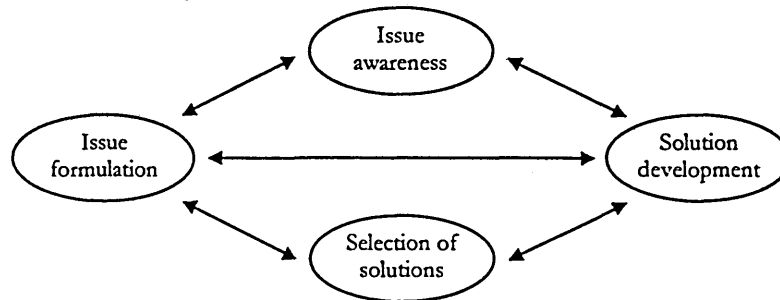 Issue
awareness
Issue
formulation
Solution
development
Selection of
solutions